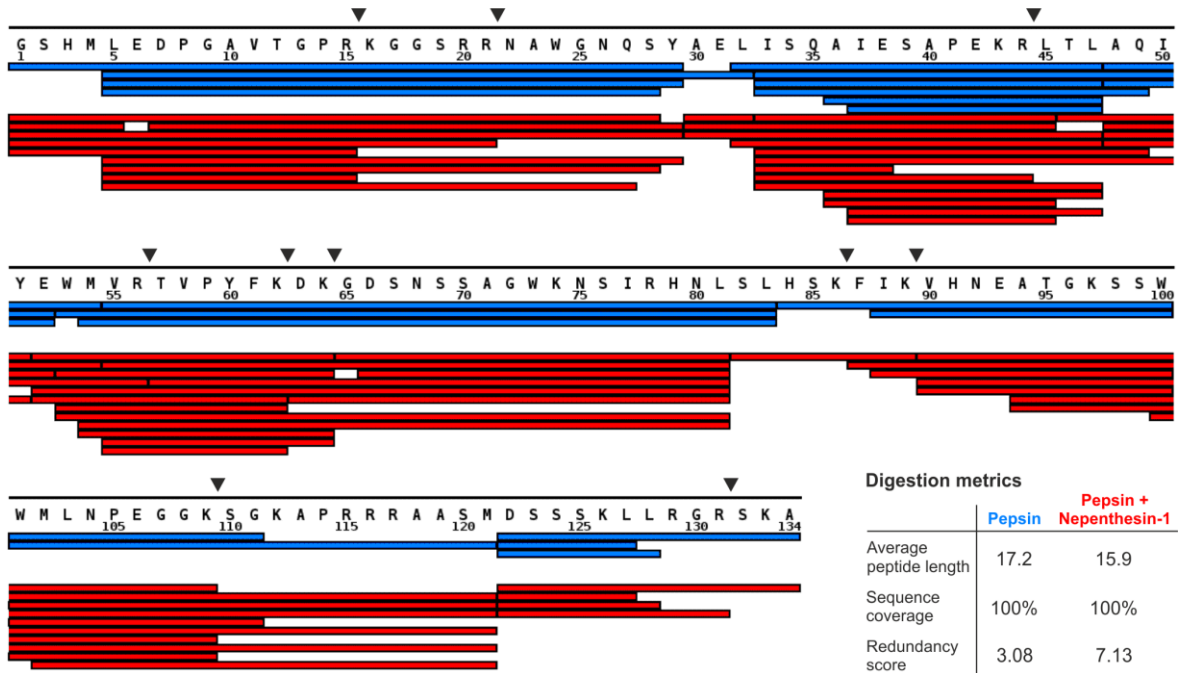 G S H M L E D P G A V T G P R K G G S R R N A W G N Q S Y A E L I S Q A I E S A P E K R L T L A Q I
1 5 10 15 20 25 30 35 40 45 50
Y E W M V R T V P Y F K D K G D S N S S A G W K N S I R H N L S L H S K F I K V H N E A T G K S S W
55 60 65 70 75 80 85 90 95 100
W M L N P E G G K S G K A P R R R A A S M D S S S K L L R G R S K A
105 110 115 120 125 130 134
Digestion metrics
Pepsin Pepsin +
Nepenthesin-1
Average
peptide length 17.2 15.9
Sequence
coverage 100% 100%
Redundancy
score 3.08 7.13